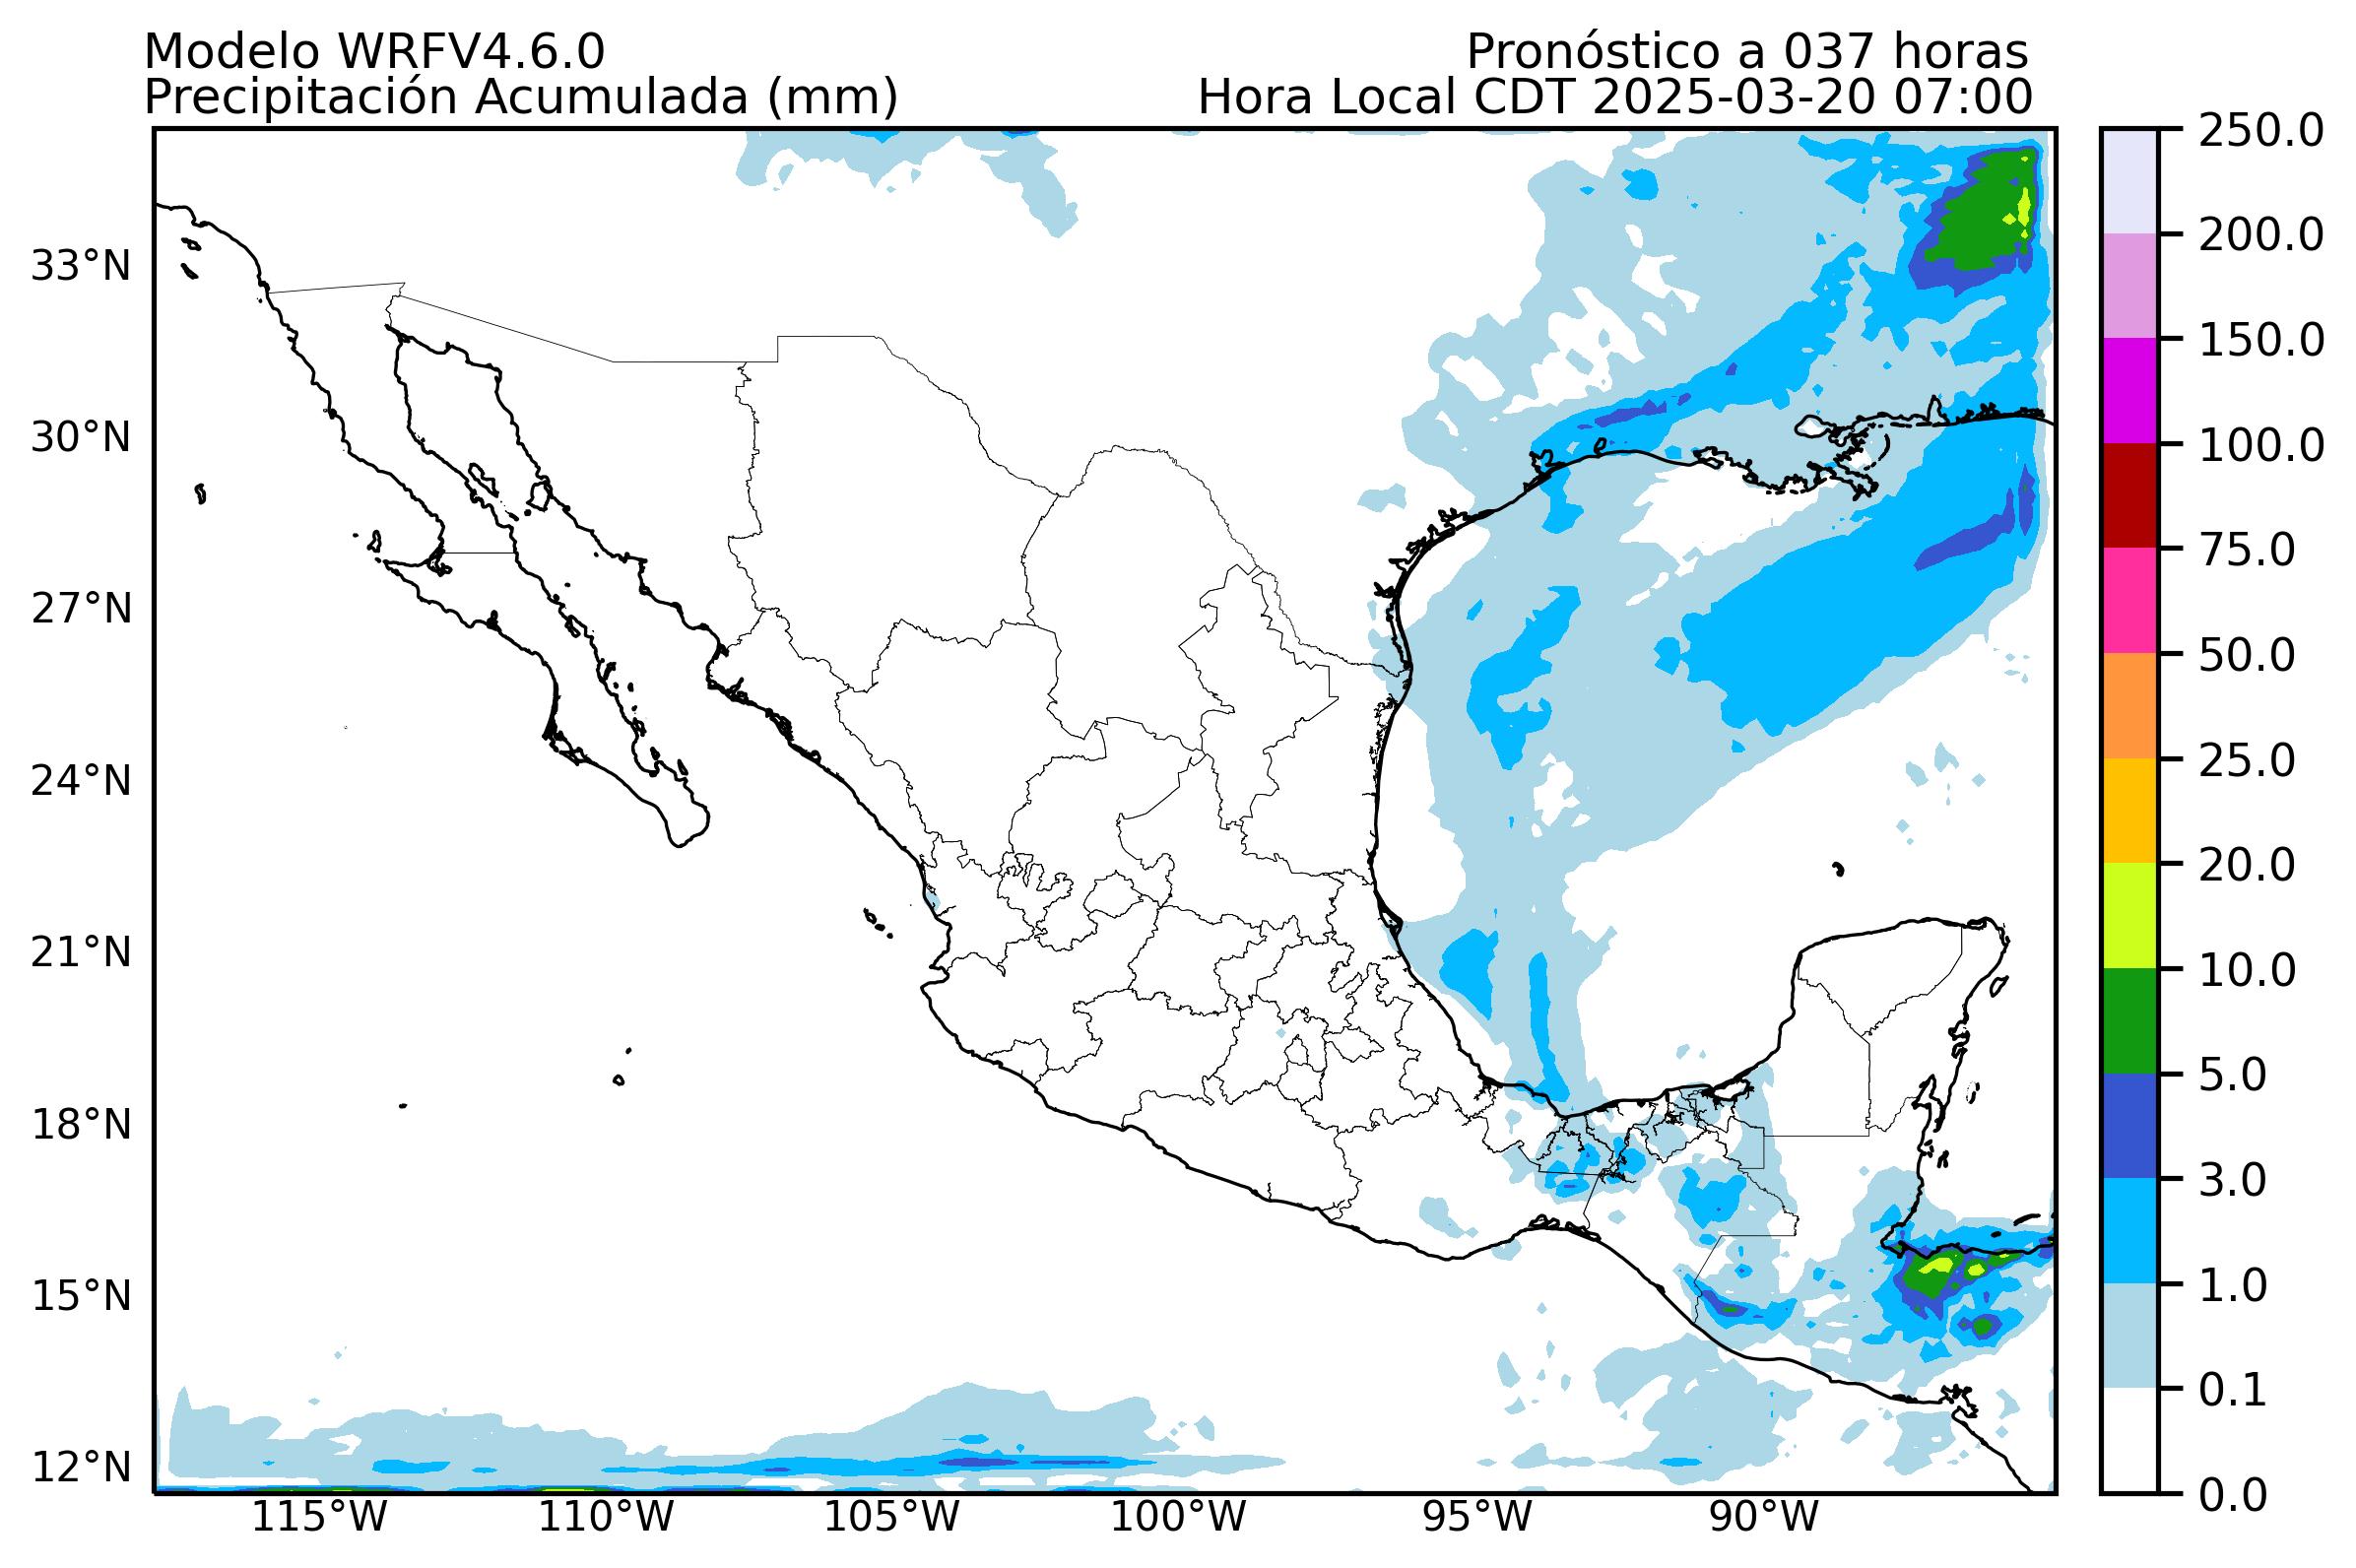 Modelo WRFV4.6.0
Pronóstico a 037 horas
Precipitación Acumulada (mm)
Hora Local CDT 2025-03-20 07:00
33°N
30°N
27°N
24°N
21°N
18°N
15°N
12°N
115°W
110°W
105°W
100°W
95°W
90°W
250.0
200.0
150.0
100.0
75.0
50.0
25.0
20.0
10.0
5.0
3.0
1.0
0.1
0.0